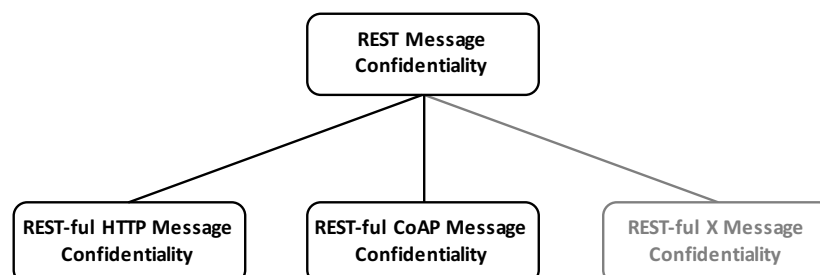 REST Message
Confidentiality
REST-ful HTTP Message
Confidentiality
REST-ful CoAP Message
Confidentiality
REST-ful X Message
Confidentiality